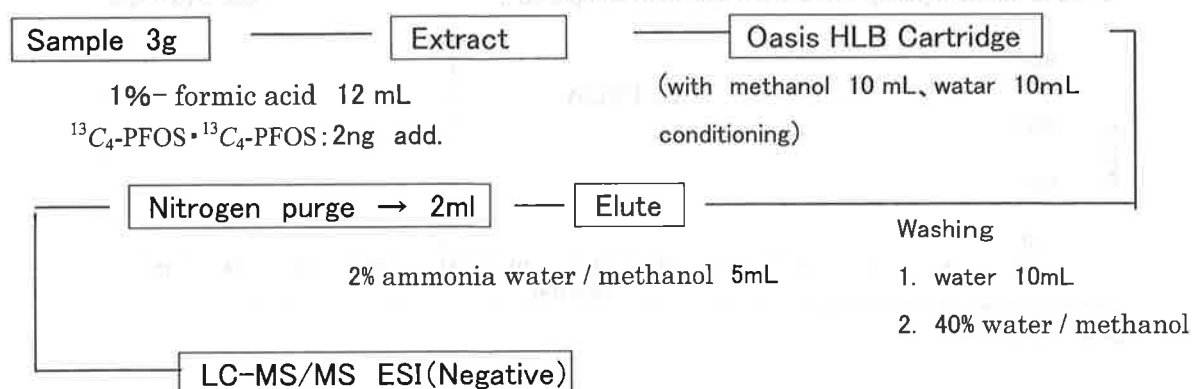 Sample 3g
Extract
Oasis HLB Cartridge
1%- formic acid 12 mL
¹³C₄-PFOS・¹³C₄-PFOS:2ng add.
(with methanol 10 mL、watar 10mL
conditioning)
Nitrogen purge → 2ml
Elute
Washing
2% ammonia water / methanol 5mL
1. water 10mL
2. 40% water / methanol
LC-MS/MS ESI(Negative)